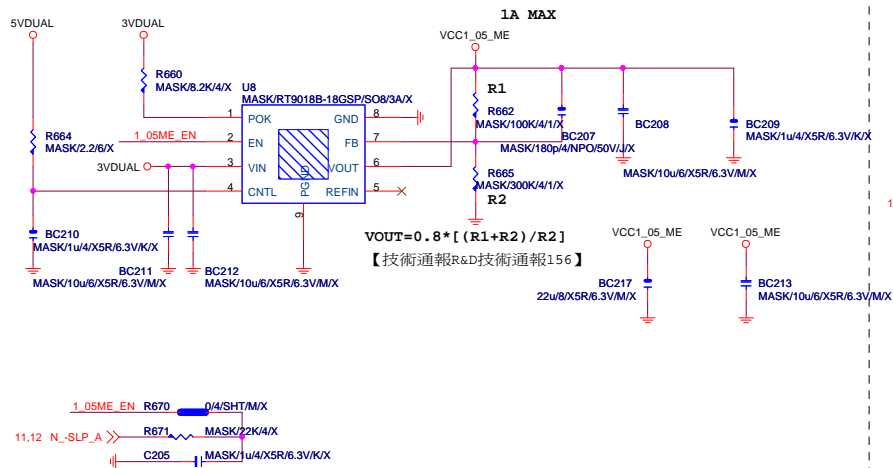 1A MAX
5VDUAL
3VDUAL
VCC1_05_ME
R660
MASK/8.2K/4/X
U8
MASK/RT9018B-18GSP/SO8/3A/X
R1
R662
MASK/100K/4/1/X
BC207
MASK/180p/4/NPO/50V/J/X
BC208
MASK/10u/6/X5R/6.3V/M/X
BC209
MASK/1u/4/X5R/6.3V/K/X
R664
MASK/2.2/6/X
1_05ME_EN
3VDUAL
1
POK
GND
8
2
EN
FB
7
3
VIN
VOUT
6
4
CNTL
REFIN
5
PGND
9
R665
MASK/300K/4/1/X
R2
BC210
MASK/1u/4/X5R/6.3V/K/X
BC211
MASK/10u/6/X5R/6.3V/M/X
BC212
MASK/10u/6/X5R/6.3V/M/X
VOUT=0.8*[(R1+R2)/R2]
【技術通報R&D技術通報156】
VCC1_05_ME
BC217
22u/8/X5R/6.3V/M/X
VCC1_05_ME
BC213
MASK/10u/6/X5R/6.3V/M/X
1
1_05ME_EN
R670
0/4/SHT/M/X
11,12 N_-SLP_A
R671
MASK/22K/4/X
C205
MASK/1u/4/X5R/6.3V/K/X